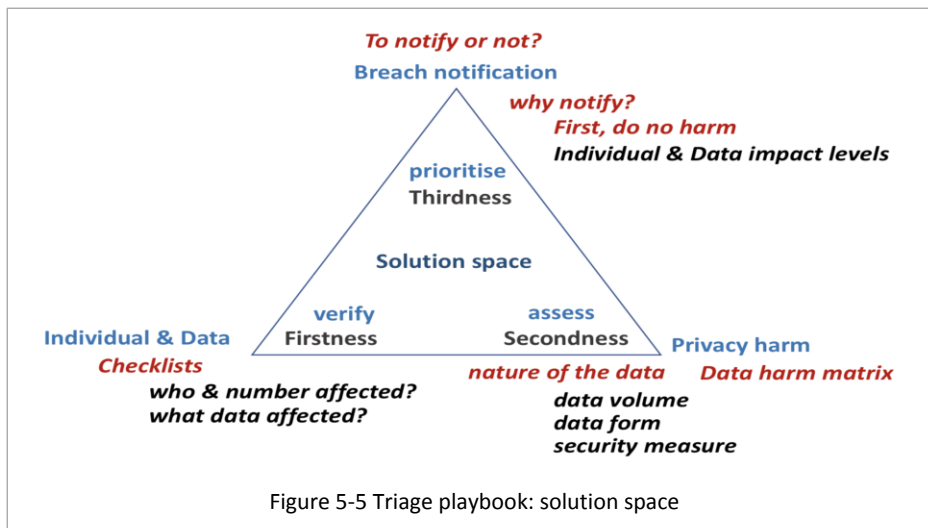 To notify or not?
Breach notification
why notify?
First, do no harm
Individual & Data impact levels
prioritise
Thirdness
Solution space
verify
Firstness
assess
Secondness
Individual & Data
Checklists
who & number affected?
what data affected?
Privacy harm
nature of the data
Data harm matrix
data volume
data form
security measure
Figure 5-5 Triage playbook: solution space